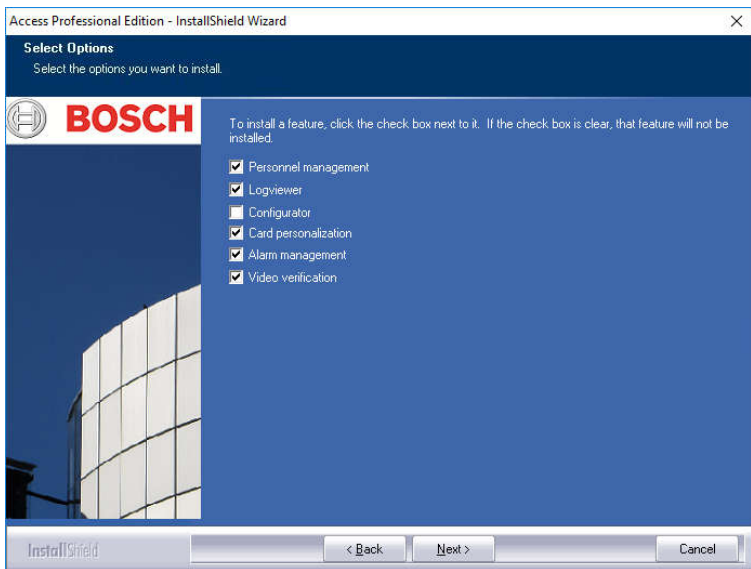 Access Professional Edition - InstallShield Wizard
Select Options
Select the options you want to install.
BOSCH
To install a feature, click the check box next to it. If the check box is clear, that feature will not be
installed.
Personnel management
Logviewer
Configurator
Card personalization
Alarm management
Video verification
InstallShield
< Back
Next >
Cancel